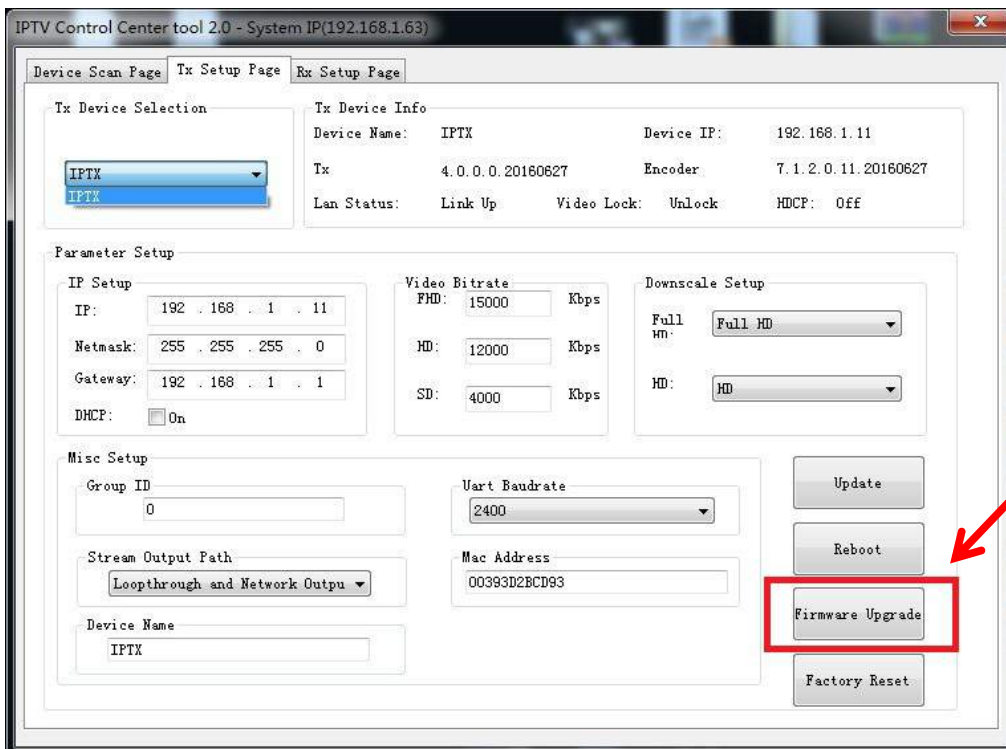 IPTV Control Center tool 2.0 - System IP(192.168.1.63)
Device Scan Page Tx Setup Page Rx Setup Page
Tx Device Selection
IPTX
IPTX
Tx Device Info
Device Name: IPTX Device IP: 192.168.1.11
Tx 4.0.0.0.20160627 Encoder 7.1.2.0.11.20160627
Lan Status: Link Up Video Lock: Unlock HDCP: Off
Parameter Setup
IP Setup
IP: 192 . 168 . 1 . 11
Netmask: 255 . 255 . 255 . 0
Gateway: 192 . 168 . 1 . 1
DHCP: On
Video Bitrate
FHD: 15000 Kbps
HD: 12000 Kbps
SD: 4000 Kbps
Downscale Setup
Full HD: Full HD
HD: HD
Misc Setup
Group ID
0
Uart Baudrate
2400
Stream Output Path
Loopthrough and Network Outpu
Mac Address
00393D2BCD93
Device Name
IPTX
Update
Reboot
Firmware Upgrade
Factory Reset